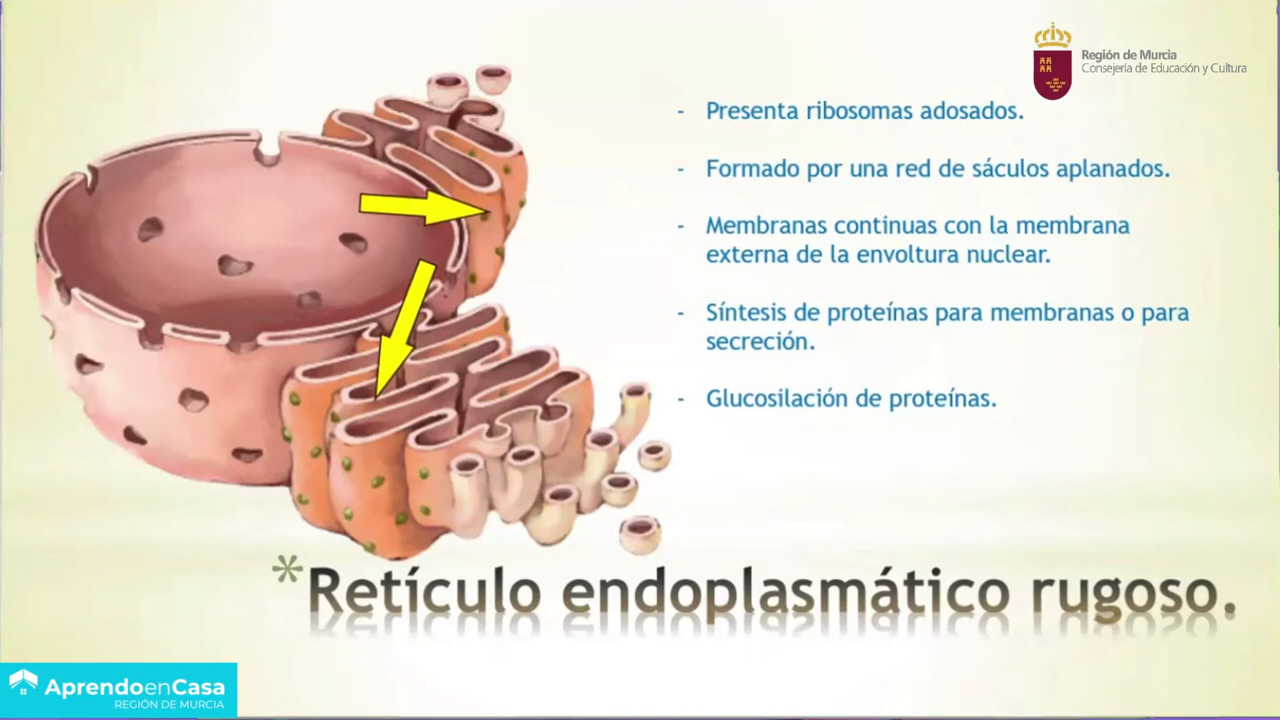 Región de Murcia
Consejería de Educación y Cultura
- Presenta ribosomas adosados.
- Formado por una red de sáculos aplanados.
- Membranas continuas con la membrana
externa de la envoltura nuclear.
- Síntesis de proteínas para membranas o para
secreción.
- Glucosilación de proteínas.
* Retículo endoplasmático rugoso.
AprendoenCasa
REGIÓN DE MURCIA